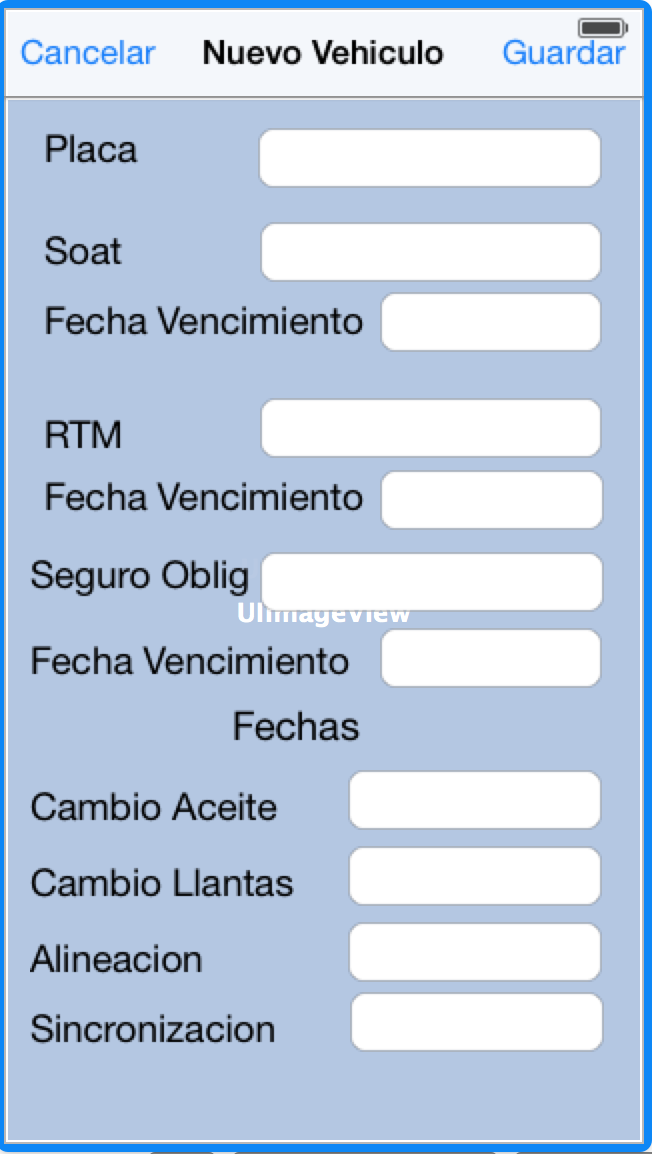 Cancelar Nuevo Vehiculo Guardar
Placa
Soat
Fecha Vencimiento
RTM
Fecha Vencimiento
Seguro Oblig
UIImageView
Fecha Vencimiento
Fechas
Cambio Aceite
Cambio Llantas
Alineacion
Sincronizacion